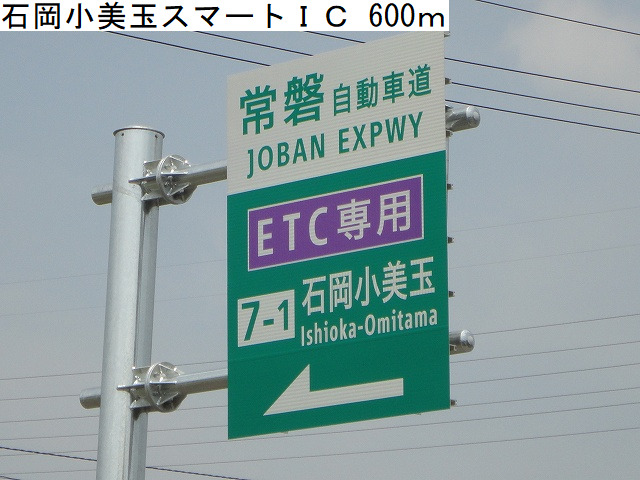 石岡小美玉スマートＩＣ 600ｍ
常磐自動車道
JOBAN EXPWY
ETC専用
7-1 石岡小美玉
Ishioka-Omitama